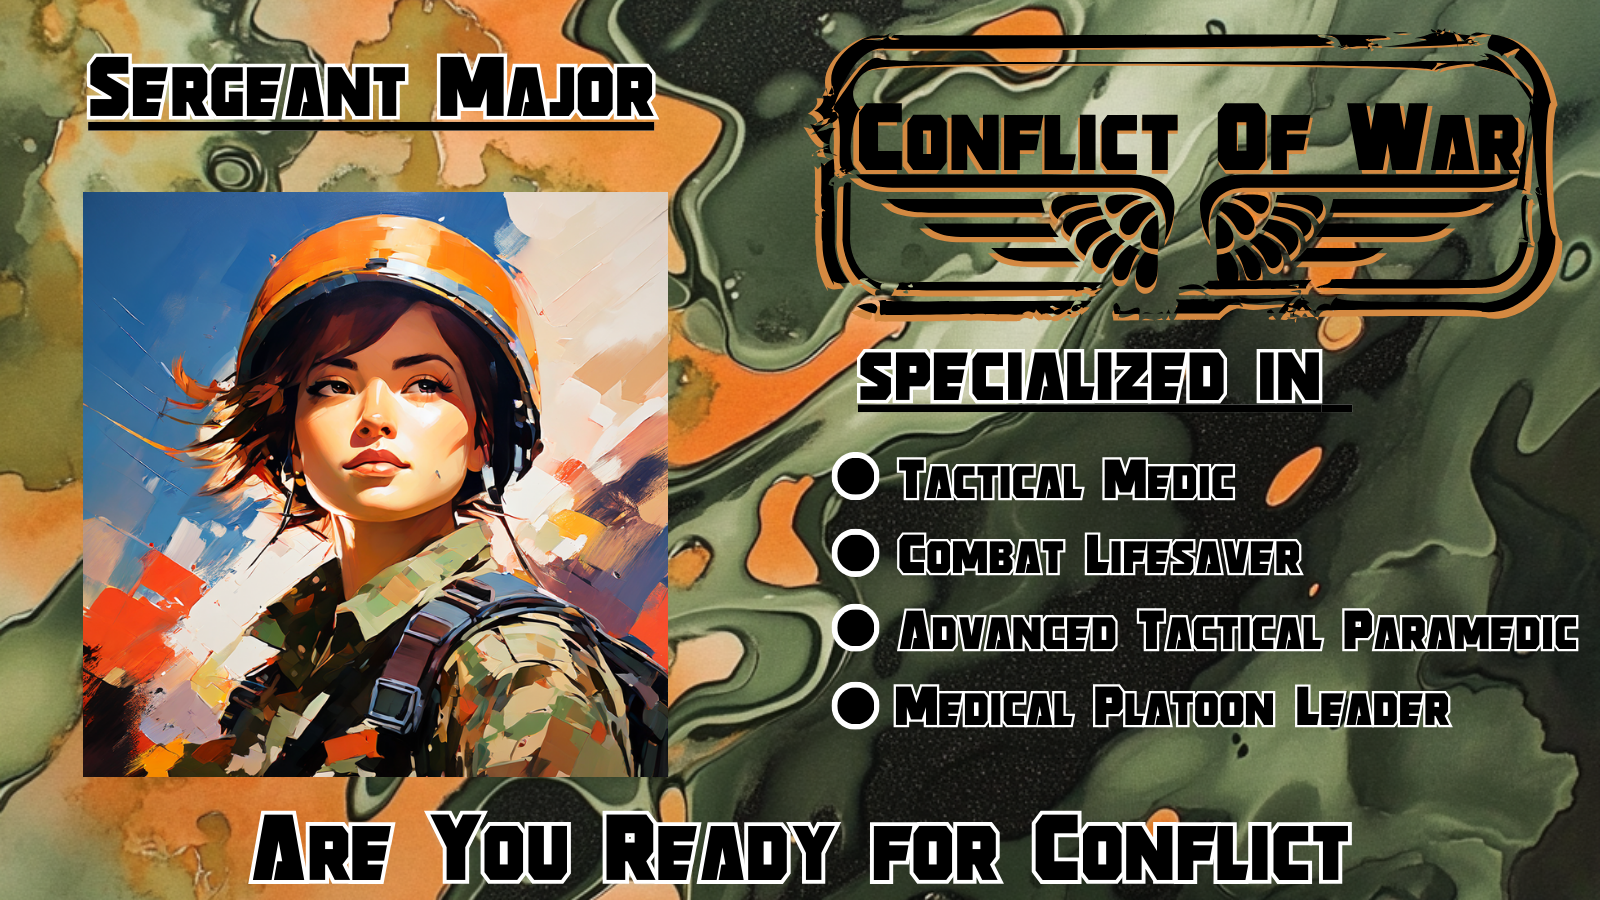 Sergeant Major
Conflict Of War
SPECIALIZED IN
Tactical Medic
Combat Lifesaver
Advanced Tactical Paramedic
Medical Platoon Leader
Are You Ready for Conflict